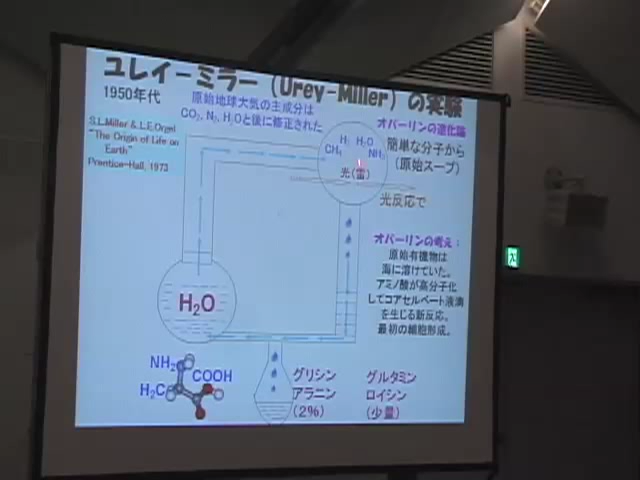 ユレイーミラー (Urey-Miller) の実験
1950年代
原始地球大気の主成分は
CO₂, N₂, H₂Oと後に修正された
S.L.Miller & L.E.Orgel
"The Origin of Life on
Earth"
Prentice-Hall, 1973
オパーリンの進化論
簡単な分子から
(原始スープ)
H₂ H₂O
CH₄ NH₃
光(雷)
光反応で
オパーリンの考え：
原始有機物は
海に溶けていた。
アミノ酸が高分子化
してコアセルベート液滴
を生じる新反応。
最初の細胞形成。
H₂O
NH₂
COOH
H₃C
グリシン
アラニン
(2%)
グルタミン
ロイシン
(少量)